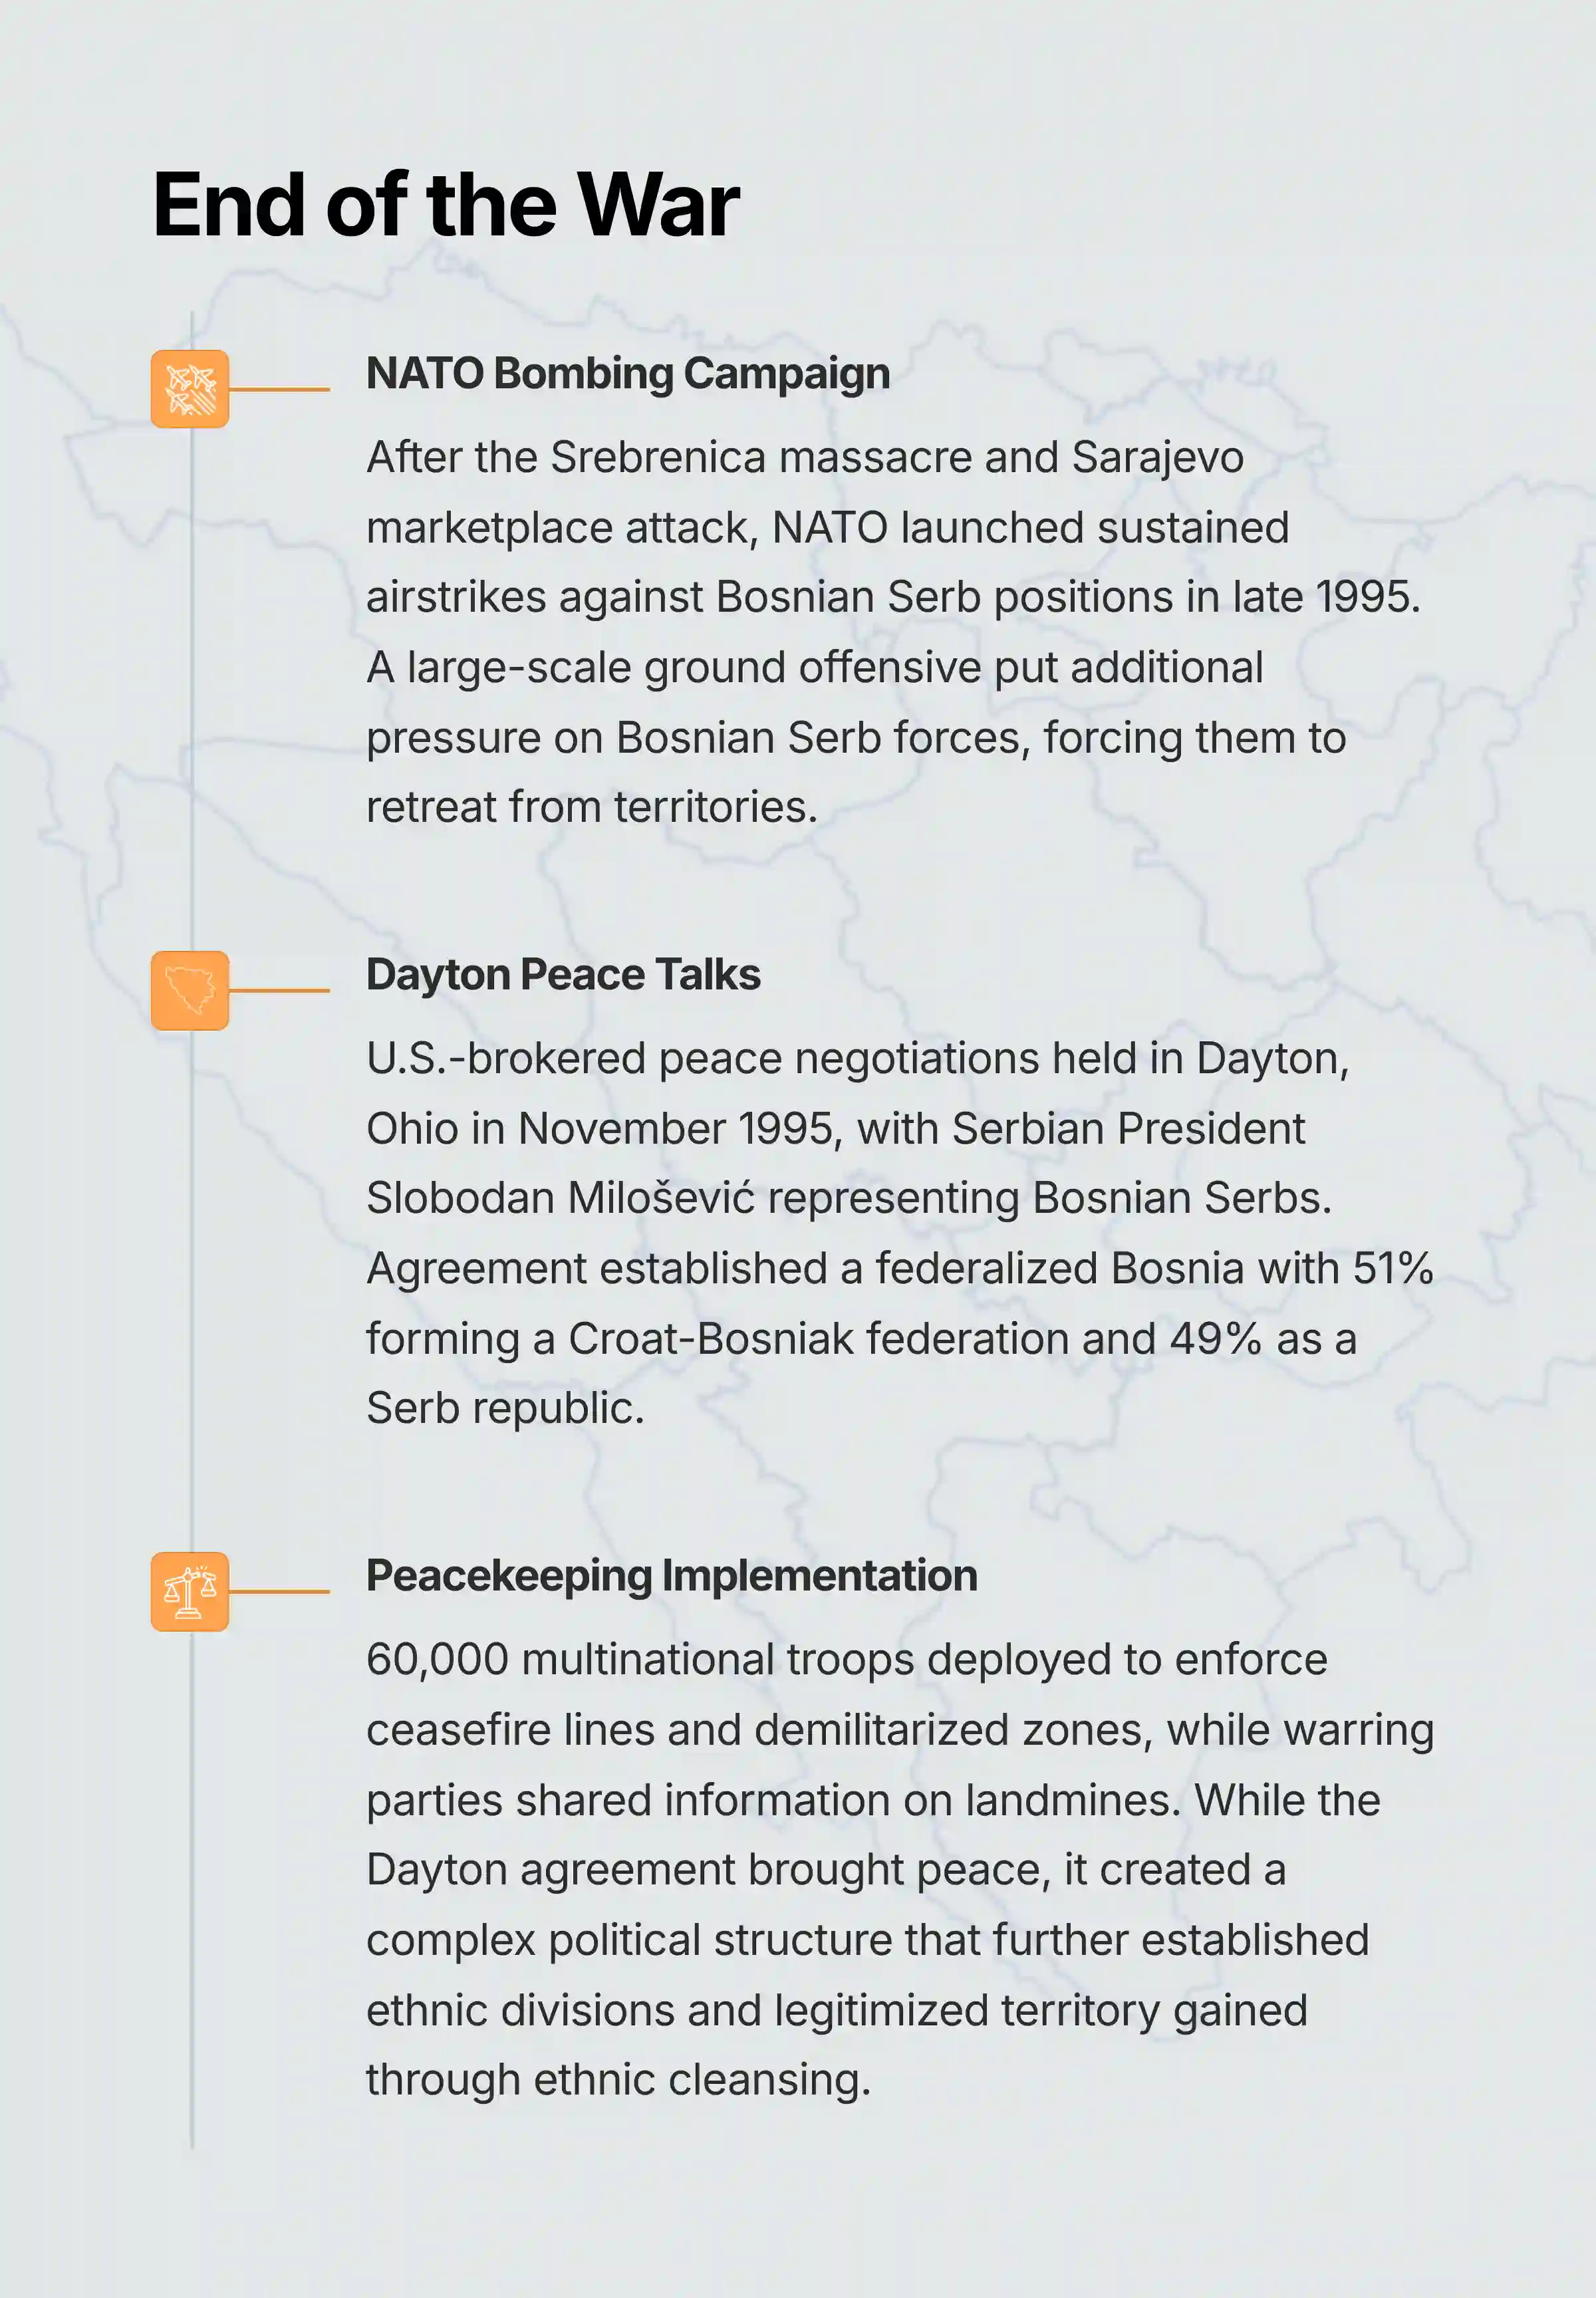 End of the War
NATO Bombing Campaign
After the Srebrenica massacre and Sarajevo
marketplace attack, NATO launched sustained
airstrikes against Bosnian Serb positions in late 1995.
A large-scale ground offensive put additional
pressure on Bosnian Serb forces, forcing them to
retreat from territories.
Dayton Peace Talks
U.S.-brokered peace negotiations held in Dayton,
Ohio in November 1995, with Serbian President
Slobodan Milošević representing Bosnian Serbs.
Agreement established a federalized Bosnia with 51%
forming a Croat-Bosniak federation and 49% as a
Serb republic.
Peacekeeping Implementation
60,000 multinational troops deployed to enforce
ceasefire lines and demilitarized zones, while warring
parties shared information on landmines. While the
Dayton agreement brought peace, it created a
complex political structure that further established
ethnic divisions and legitimized territory gained
through ethnic cleansing.